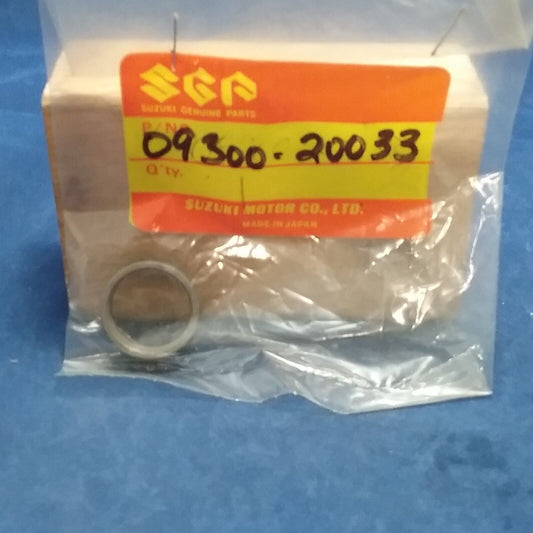 SGP
SUZUKI GENUINE PARTS
P/NO
09300-20033
Q'ty.
SUZUKI MOTOR CO., LTD.
MADE IN JAPAN